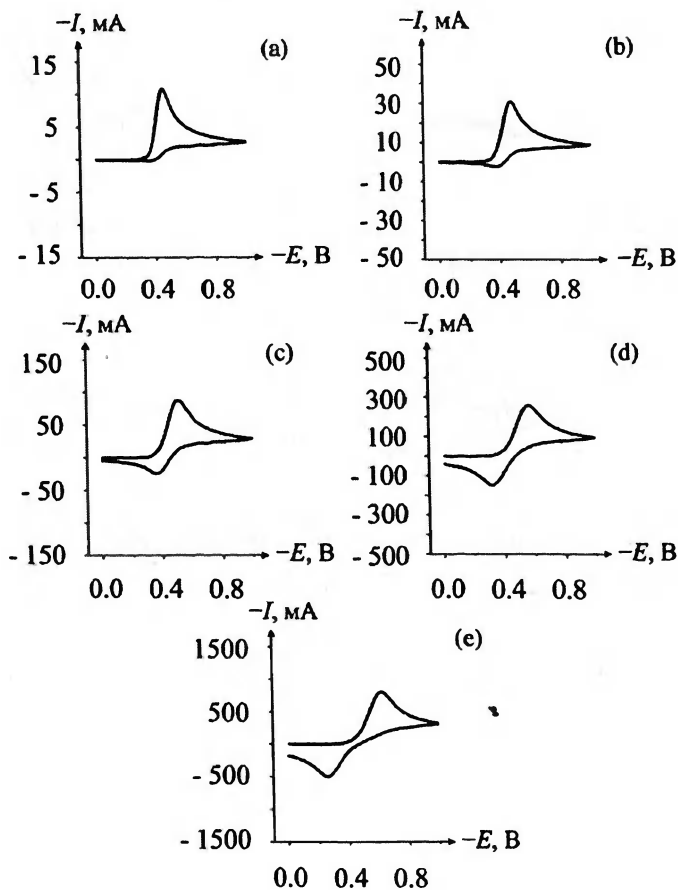 −I, мА
(a)
15
5
- 5
- 15
−E, В
0.0 0.4 0.8
−I, мА
(b)
50
30
10
- 10
- 30
- 50
−E, В
0.0 0.4 0.8
−I, мА
(c)
150
50
- 50
- 150
−E, В
0.0 0.4 0.8
−I, мА
(d)
500
300
100
- 100
- 300
- 500
−E, В
0.0 0.4 0.8
−I, мА
(e)
1500
500
- 500
- 1500
−E, В
0.0 0.4 0.8